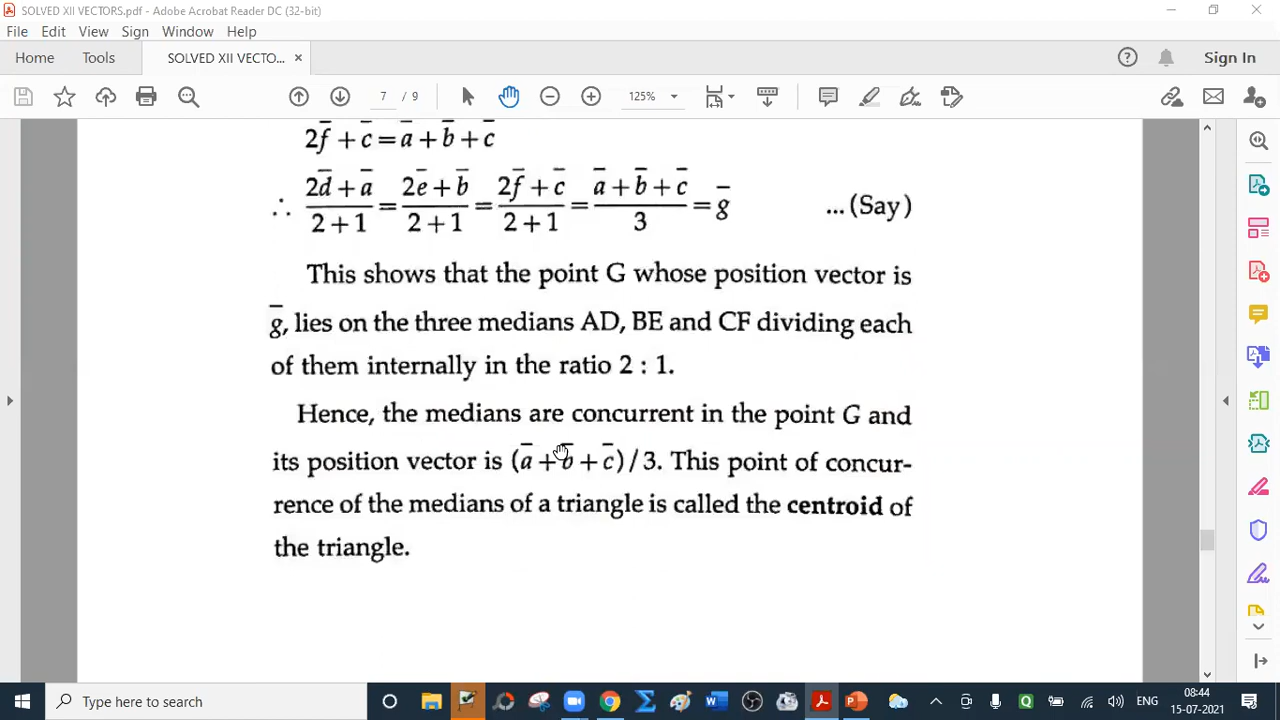 SOLVED XII VECTORS.pdf - Adobe Acrobat Reader DC (32-bit)
File Edit View Sign Window Help
Home Tools SOLVED XII VECTO... × Sign In
7 / 9 125%
2f̅ + c̅ = a̅ + b̅ + c̅
∴ (2d̅ + a̅)/(2 + 1) = (2e̅ + b̅)/(2 + 1) = (2f̅ + c̅)/(2 + 1) = (a̅ + b̅ + c̅)/3 = g̅ ...(Say)
This shows that the point G whose position vector is
g̅, lies on the three medians AD, BE and CF dividing each
of them internally in the ratio 2 : 1.
Hence, the medians are concurrent in the point G and
its position vector is (a̅ + b̅ + c̅) / 3. This point of concur-
rence of the medians of a triangle is called the centroid of
the triangle.
Type here to search ENG 08:44
15-07-2021